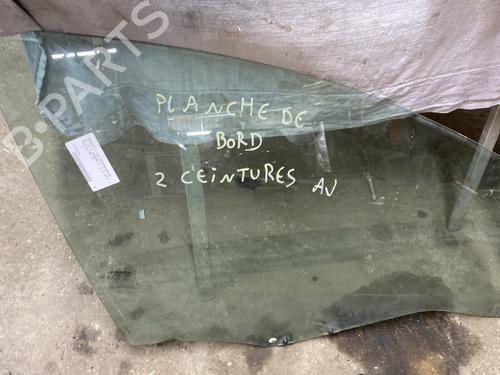 B-PARTS
PLANCHE DE
BORD
2 CEINTURES AV